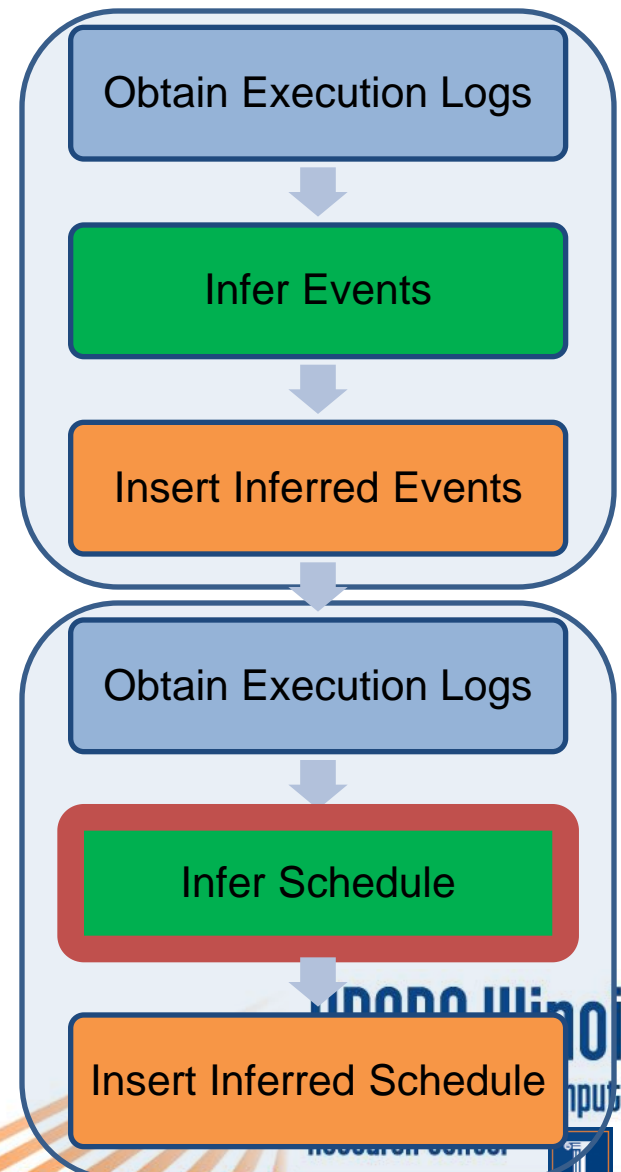 Obtain Execution Logs
Infer Events
Insert Inferred Events
Obtain Execution Logs
Infer Schedule
Insert Inferred Schedule